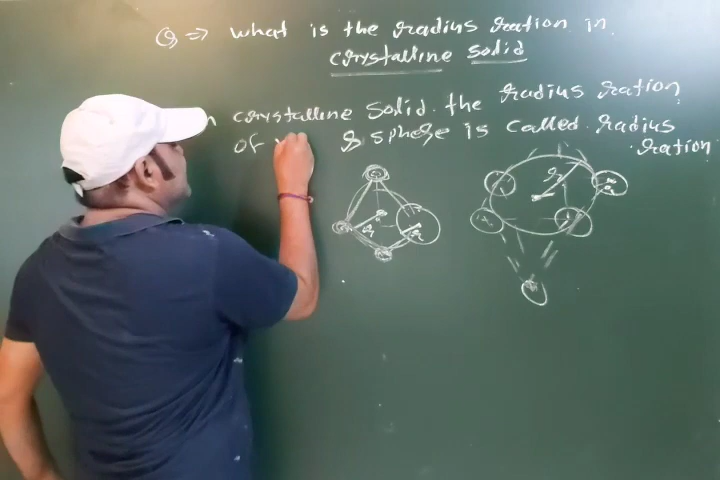 Q ⇒ what is the radius ration in
crystalline solid
n crystalline solid. the radius ration
of & sphere is called. radius
ration